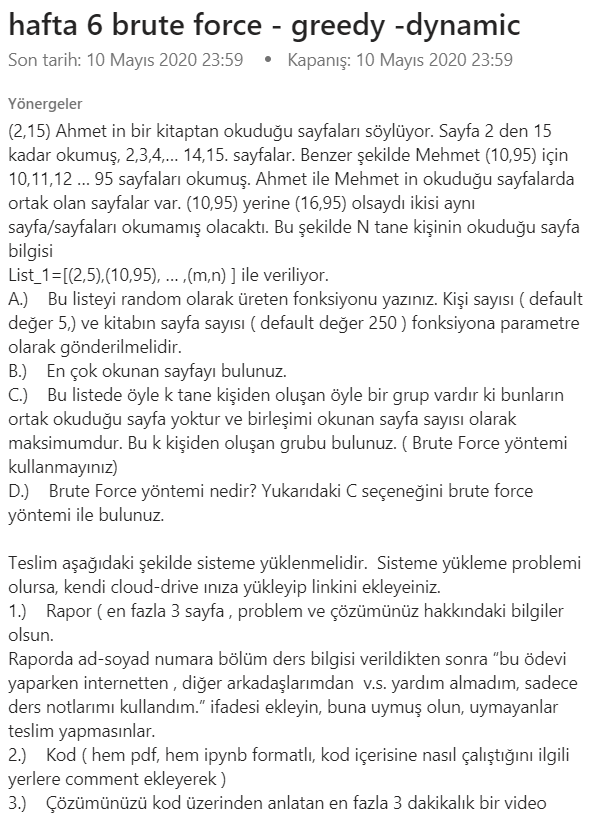 hafta 6 brute force - greedy -dynamic
Son tarih: 10 Mayıs 2020 23:59 • Kapanış: 10 Mayıs 2020 23:59
Yönergeler
(2,15) Ahmet in bir kitaptan okuduğu sayfaları söylüyor. Sayfa 2 den 15
kadar okumuş, 2,3,4,... 14,15. sayfalar. Benzer şekilde Mehmet (10,95) için
10,11,12 ... 95 sayfaları okumuş. Ahmet ile Mehmet in okuduğu sayfalarda
ortak olan sayfalar var. (10,95) yerine (16,95) olsaydı ikisi aynı
sayfa/sayfaları okumamış olacaktı. Bu şekilde N tane kişinin okuduğu sayfa
bilgisi
List_1=[(2,5),(10,95), ... ,(m,n) ] ile veriliyor.
A.) Bu listeyi random olarak üreten fonksiyonu yazınız. Kişi sayısı ( default
değer 5,) ve kitabın sayfa sayısı ( default değer 250 ) fonksiyona parametre
olarak gönderilmelidir.
B.) En çok okunan sayfayı bulunuz.
C.) Bu listede öyle k tane kişiden oluşan öyle bir grup vardır ki bunların
ortak okuduğu sayfa yoktur ve birleşimi okunan sayfa sayısı olarak
maksimumdur. Bu k kişiden oluşan grubu bulunuz. ( Brute Force yöntemi
kullanmayınız)
D.) Brute Force yöntemi nedir? Yukarıdaki C seçeneğini brute force
yöntemi ile bulunuz.
Teslim aşağıdaki şekilde sisteme yüklenmelidir. Sisteme yükleme problemi
olursa, kendi cloud-drive ınıza yükleyip linkini ekleyeiniz.
1.) Rapor ( en fazla 3 sayfa , problem ve çözümünüz hakkındaki bilgiler
olsun.
Raporda ad-soyad numara bölüm ders bilgisi verildikten sonra “bu ödevi
yaparken internetten , diğer arkadaşlarımdan v.s. yardım almadım, sadece
ders notlarımı kullandım.” ifadesi ekleyin, buna uymuş olun, uymayanlar
teslim yapmasınlar.
2.) Kod ( hem pdf, hem ipynb formatlı, kod içerisine nasıl çalıştığını ilgili
yerlere comment ekleyerek )
3.) Çözümünüzü kod üzerinden anlatan en fazla 3 dakikalık bir video